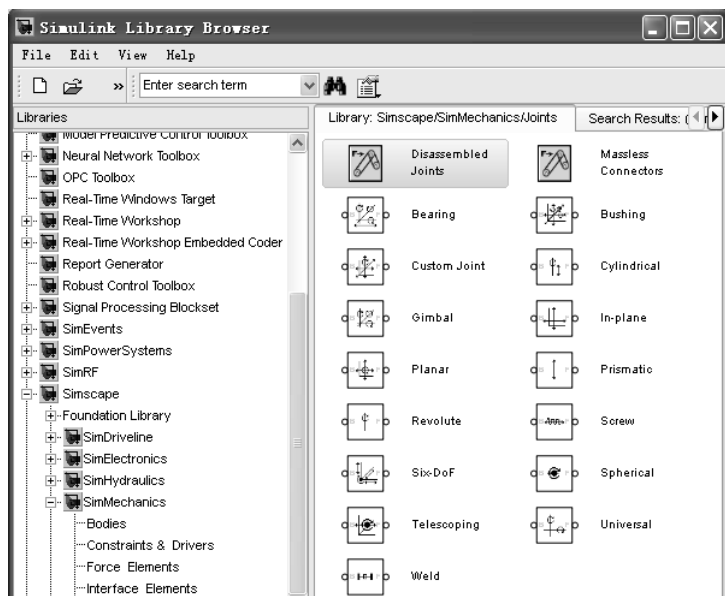 Simulink Library Browser
File Edit View Help
» Enter search term
Libraries
Library: Simscape/SimMechanics/Joints
Search Results: (
Model Predictive Control Toolbox
Neural Network Toolbox
OPC Toolbox
Real-Time Windows Target
Real-Time Workshop
Real-Time Workshop Embedded Coder
Report Generator
Robust Control Toolbox
Signal Processing Blockset
SimEvents
SimPowerSystems
SimRF
Simscape
Foundation Library
SimDriveline
SimElectronics
SimHydraulics
SimMechanics
Bodies
Constraints & Drivers
Force Elements
Interface Elements
Disassembled
Joints
Massless
Connectors
Bearing
Bushing
Custom Joint
Cylindrical
Gimbal
In-plane
Planar
Prismatic
Revolute
Screw
Six-DoF
Spherical
Telescoping
Universal
Weld